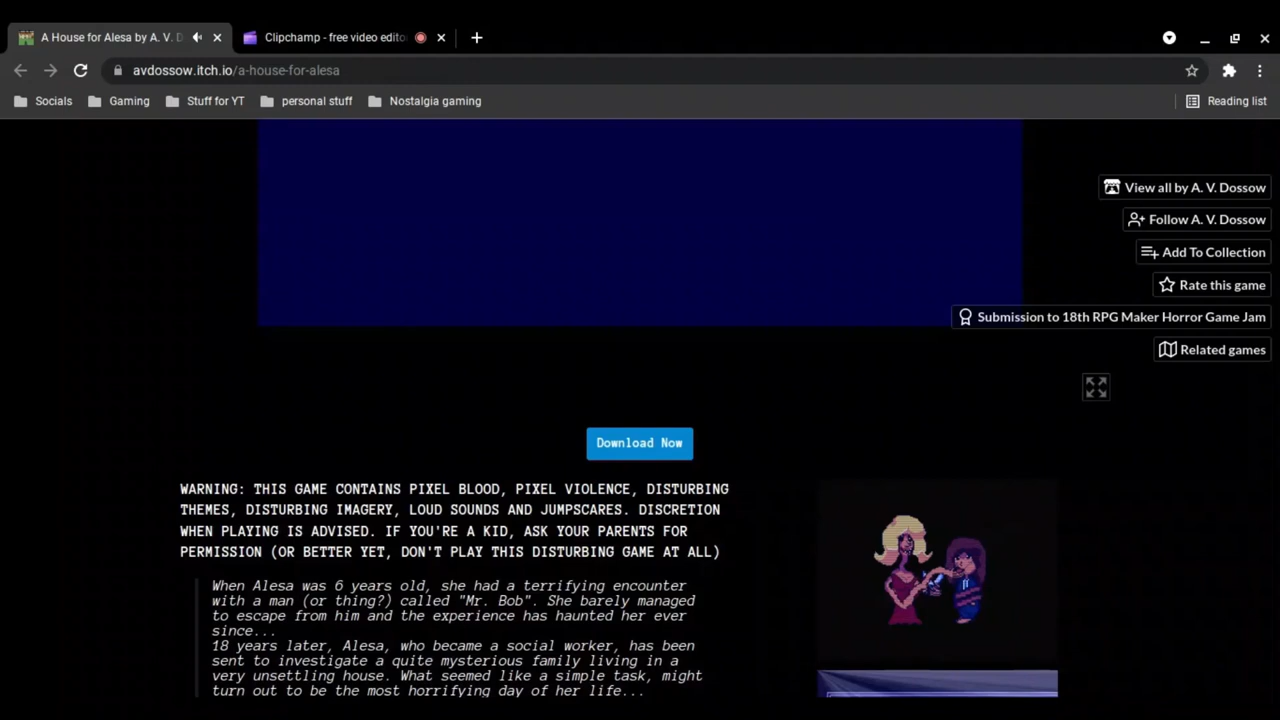 A House for Alesa by A. V. D
Clipchamp - free video editor
avdossow.itch.io/a-house-for-alesa
Socials
Gaming
Stuff for YT
personal stuff
Nostalgia gaming
Reading list
View all by A. V. Dossow
Follow A. V. Dossow
Add To Collection
Rate this game
Submission to 18th RPG Maker Horror Game Jam
Related games
Download Now
WARNING: THIS GAME CONTAINS PIXEL BLOOD, PIXEL VIOLENCE, DISTURBING
THEMES, DISTURBING IMAGERY, LOUD SOUNDS AND JUMPSCARES. DISCRETION
WHEN PLAYING IS ADVISED. IF YOU'RE A KID, ASK YOUR PARENTS FOR
PERMISSION (OR BETTER YET, DON'T PLAY THIS DISTURBING GAME AT ALL)
When Alesa was 6 years old, she had a terrifying encounter
with a man (or thing?) called "Mr. Bob". She barely managed
to escape from him and the experience has haunted her ever
since...
18 years later, Alesa, who became a social worker, has been
sent to investigate a quite mysterious family living in a
very unsettling house. What seemed like a simple task, might
turn out to be the most horrifying day of her life...